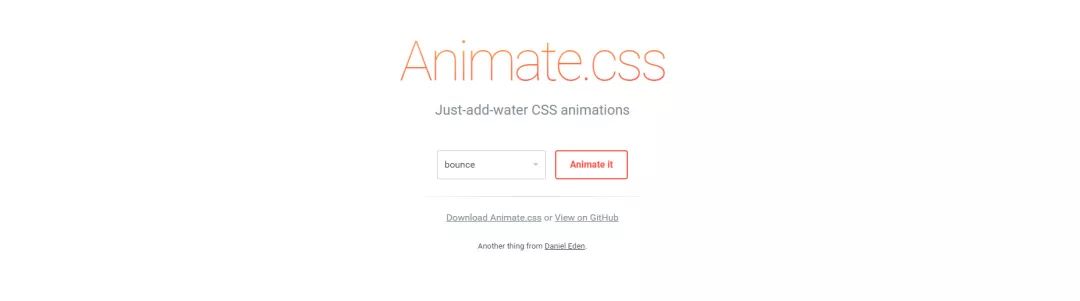 Animate.css
Just-add-water CSS animations
bounce Animate it
Download Animate.css or View on GitHub
Another thing from Daniel Eden.